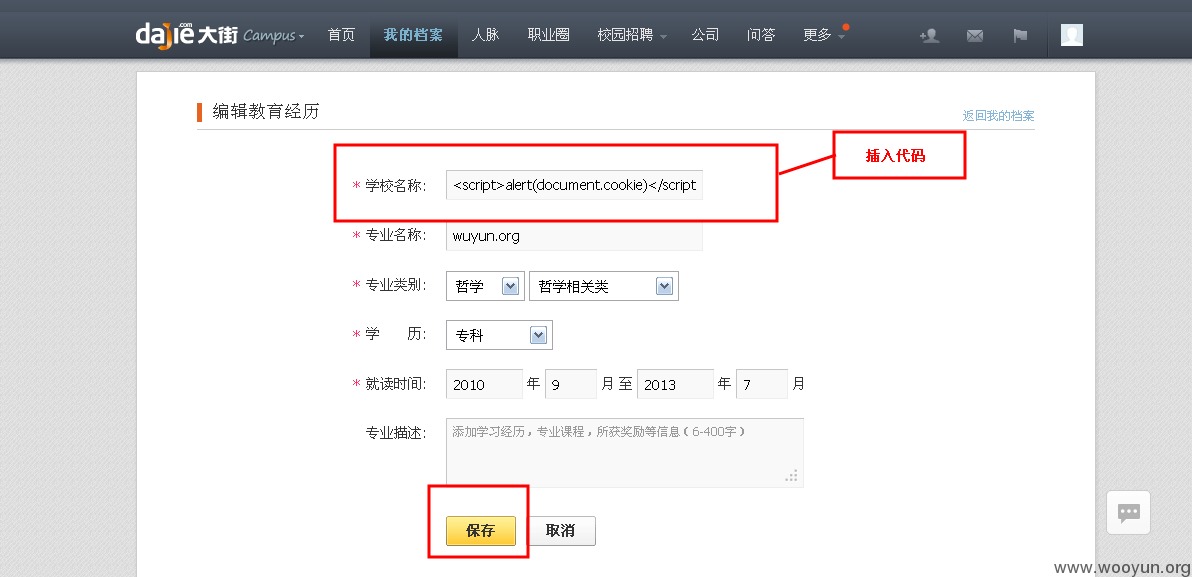 dajie.com 大街 Campus 首页 我的档案 人脉 职业圈 校园招聘 公司 问答 更多
编辑教育经历
返回我的档案
插入代码
* 学校名称: <script>alert(document.cookie)</script
* 专业名称: wuyun.org
* 专业类别: 哲学 哲学相关类
* 学 历: 专科
* 就读时间: 2010 年 9 月 至 2013 年 7 月
专业描述: 添加学习经历，专业课程，所获奖励等信息（6-400字）
保存 取消
www.wooyun.org